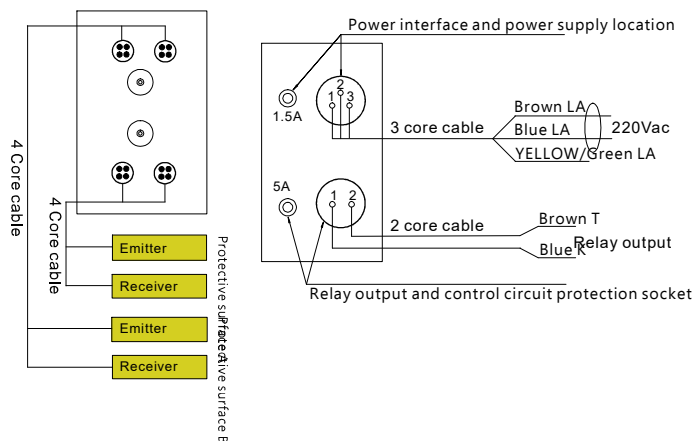 Power interface and power supply location
2
1 3
1.5A
Brown LA
3 core cable
Blue LA
220Vac
YELLOW/Green LA
5A
1 2
2 core cable
Brown T
Blue K
Relay output
Relay output and control circuit protection socket
4 Core cable
4 Core cable
Emitter
Receiver
Emitter
Receiver
Protective surface A
Protective surface B